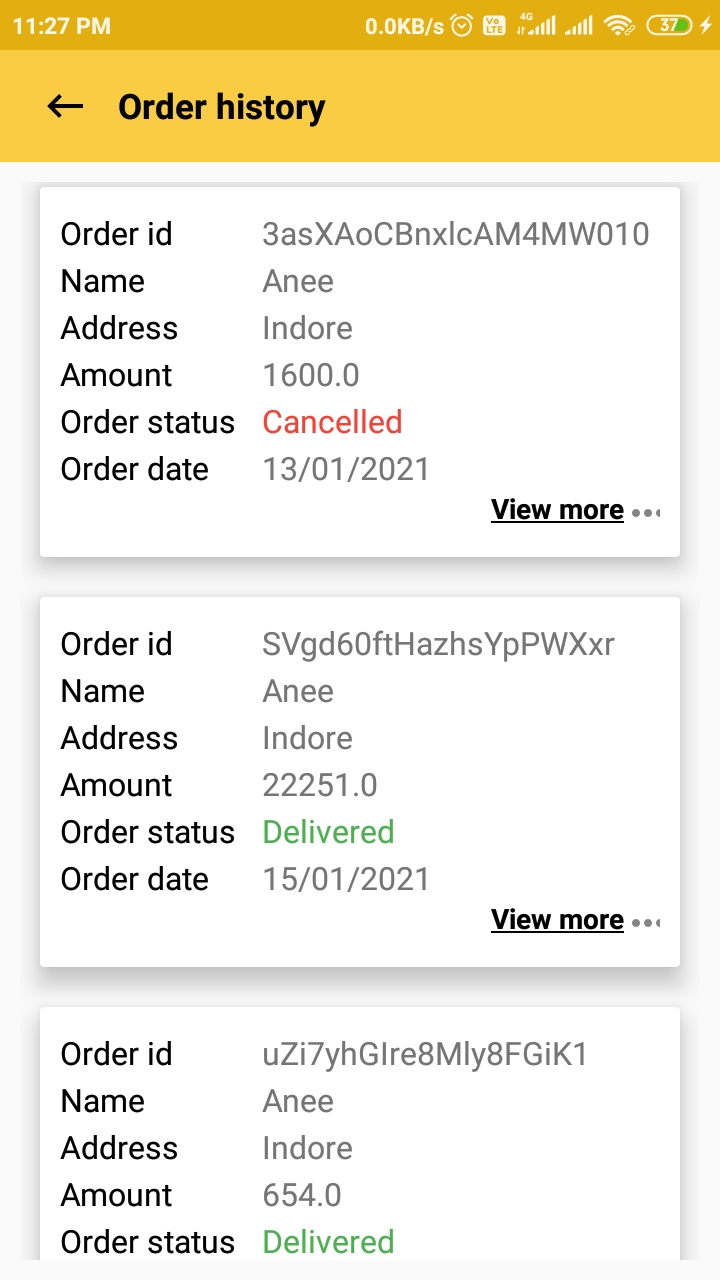 11:27 PM 0.0KB/s Vo LTE 4G 37
Order history
Order id 3asXAoCBnxlcAM4MW010
Name Anee
Address Indore
Amount 1600.0
Order status Cancelled
Order date 13/01/2021
View more
Order id SVgd60ftHazhsYpPWXxr
Name Anee
Address Indore
Amount 22251.0
Order status Delivered
Order date 15/01/2021
View more
Order id uZi7yhGIre8Mly8FGiK1
Name Anee
Address Indore
Amount 654.0
Order status Delivered